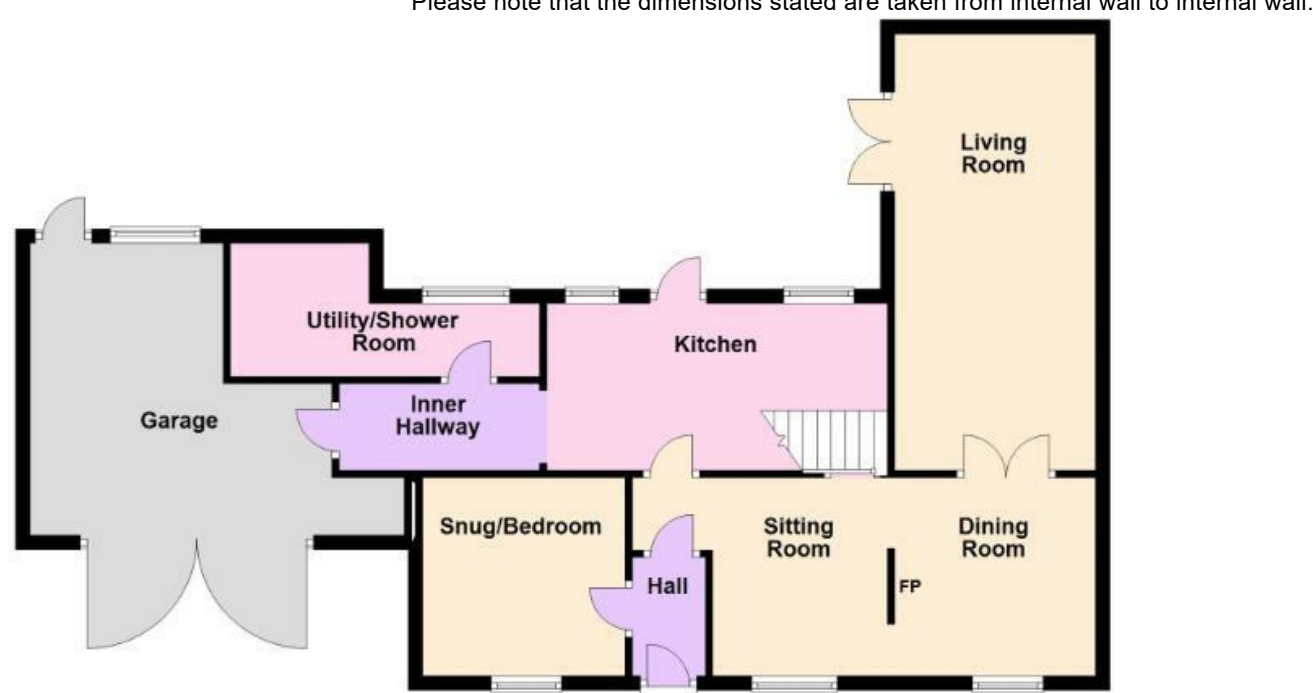 Please note that the dimensions stated are taken from internal wall to internal wall.
Living
Room
Utility/Shower
Room
Kitchen
Inner
Hallway
Garage
Snug/Bedroom
Sitting
Room
Dining
Room
Hall
FP